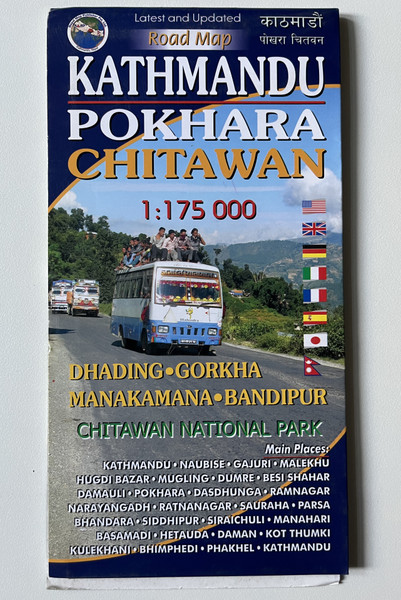 Latest and Updated
Road Map
काठमाडौं
पोखरा चितवन
KATHMANDU
POKHARA
CHITAWAN
1:175 000
DHADING•GORKHA
MANAKAMANA•BANDIPUR
CHITAWAN NATIONAL PARK
Main Places:
KATHMANDU • NAUBISE • GAJURI • MALEKHU
HUGDI BAZAR • MUGLING • DUMRE • BESI SHAHAR
DAMAULI • POKHARA • DASDHUNGA • RAMNAGAR
NARAYANGADH • RATNANAGAR • SAURAHA • PARSA
BHANDARA • SIDDHIPUR • SIRAICHULI • MANAHARI
BASAMADI • HETAUDA • DAMAN • KOT THUMKI
KULEKHANI • BHIMPHEDI • PHAKHEL • KATHMANDU